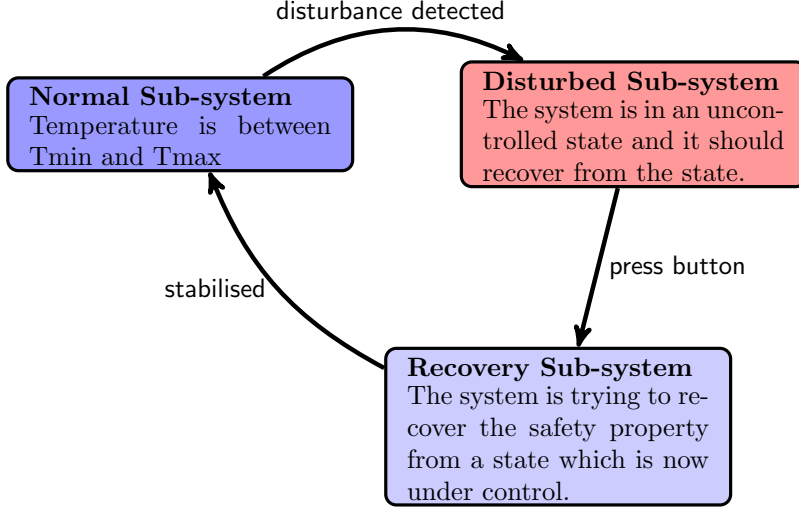 disturbance detected
Normal Sub-system
Temperature is between
Tmin and Tmax
Disturbed Sub-system
The system is in an uncon-
trolled state and it should
recover from the state.
press button
stabilised
Recovery Sub-system
The system is trying to re-
cover the safety property
from a state which is now
under control.